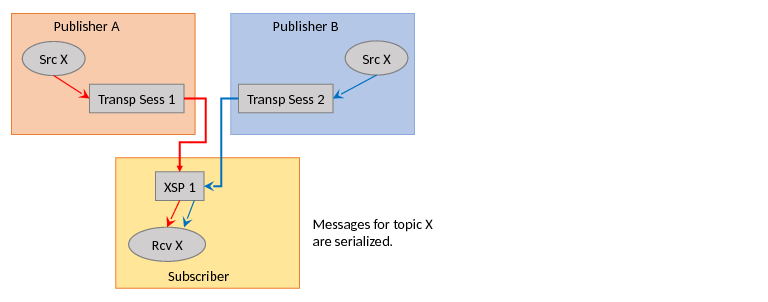 Publisher A
Publisher B
Src X
Src X
Transp Sess 1
Transp Sess 2
XSP 1
Messages for topic X
are serialized.
Rcv X
Subscriber